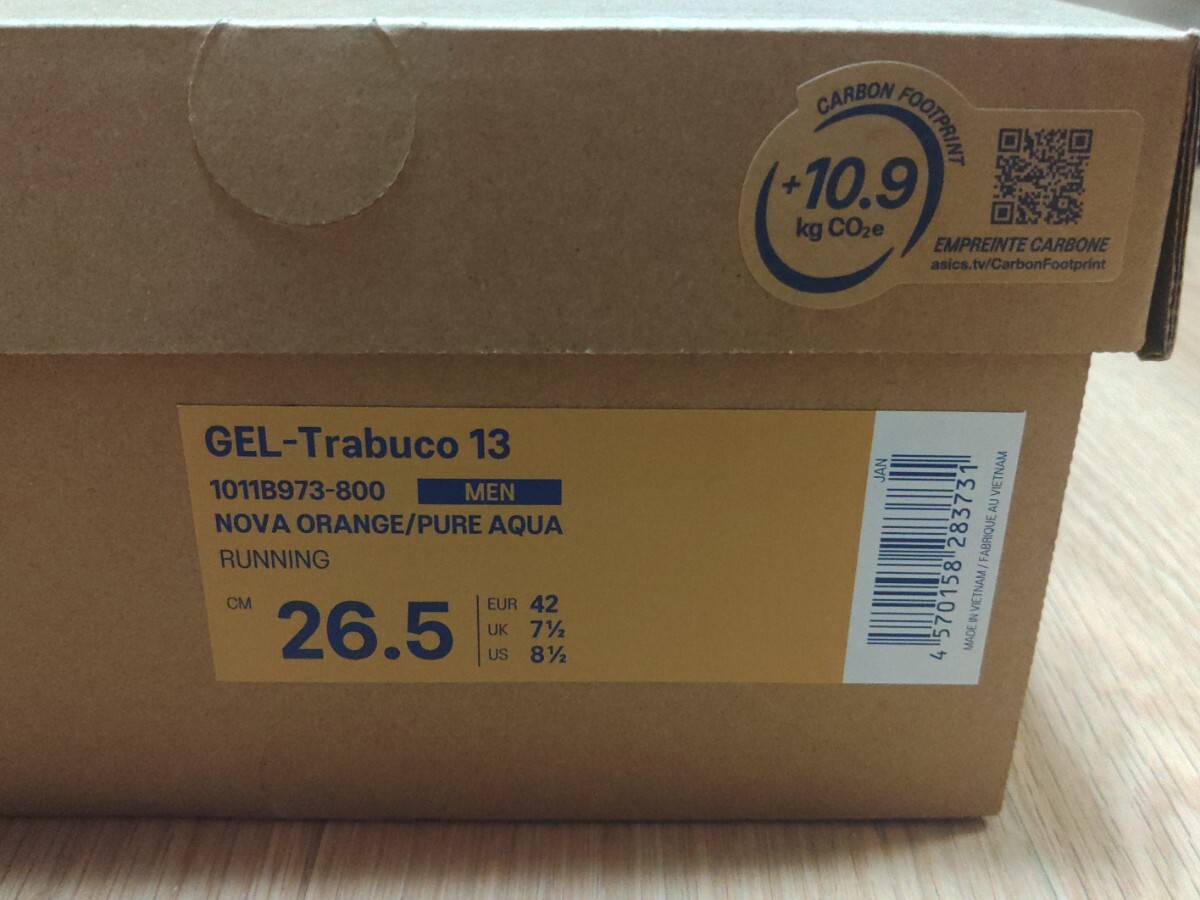 CARBON FOOTPRINT
+10.9
kg CO₂e
EMPREINTE CARBONE
asics.tv/CarbonFootprint
GEL-Trabuco 13
1011B973-800 MEN
NOVA ORANGE/PURE AQUA
RUNNING
CM 26.5
EUR 42
UK 7½
US 8½
JAN
4 570158 283731
MADE IN VIETNAM / FABRIQUE AU VIETNAM